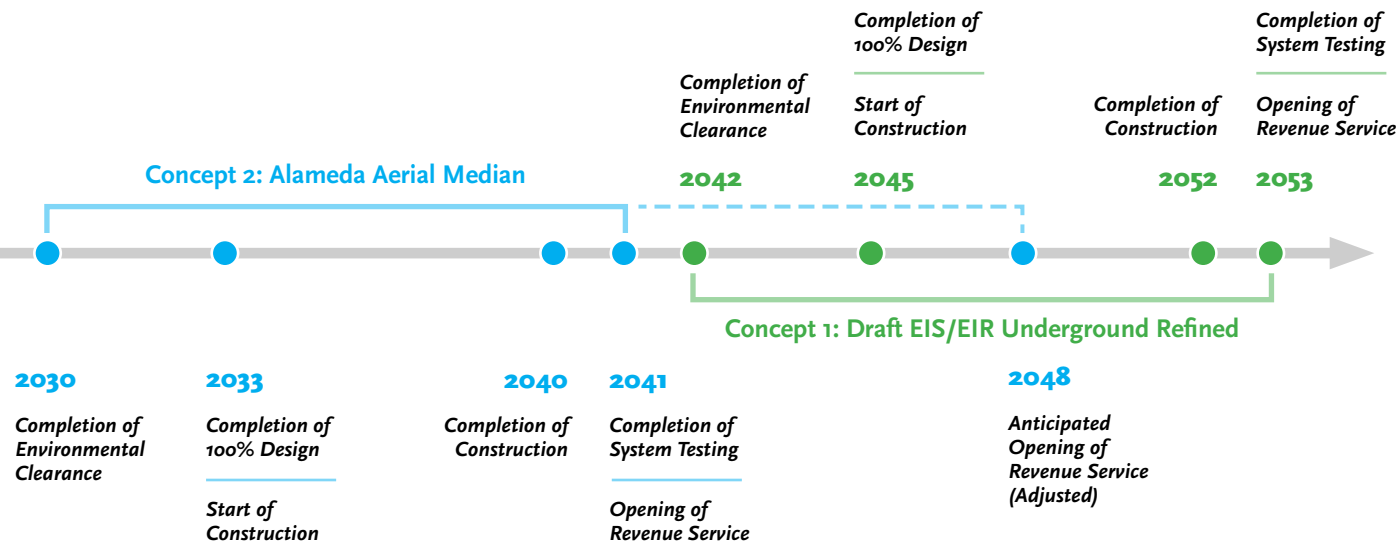 Completion of
100% Design
Start of
Construction
Completion of
System Testing
Opening of
Revenue Service
Completion of
Environmental
Clearance
Completion of
Construction
Concept 2: Alameda Aerial Median
2042
2045
2052
2053
Concept 1: Draft EIS/EIR Underground Refined
2030
Completion of
Environmental
Clearance
2033
Completion of
100% Design
Start of
Construction
2040
Completion of
Construction
2041
Completion of
System Testing
Opening of
Revenue Service
2048
Anticipated
Opening of
Revenue Service
(Adjusted)